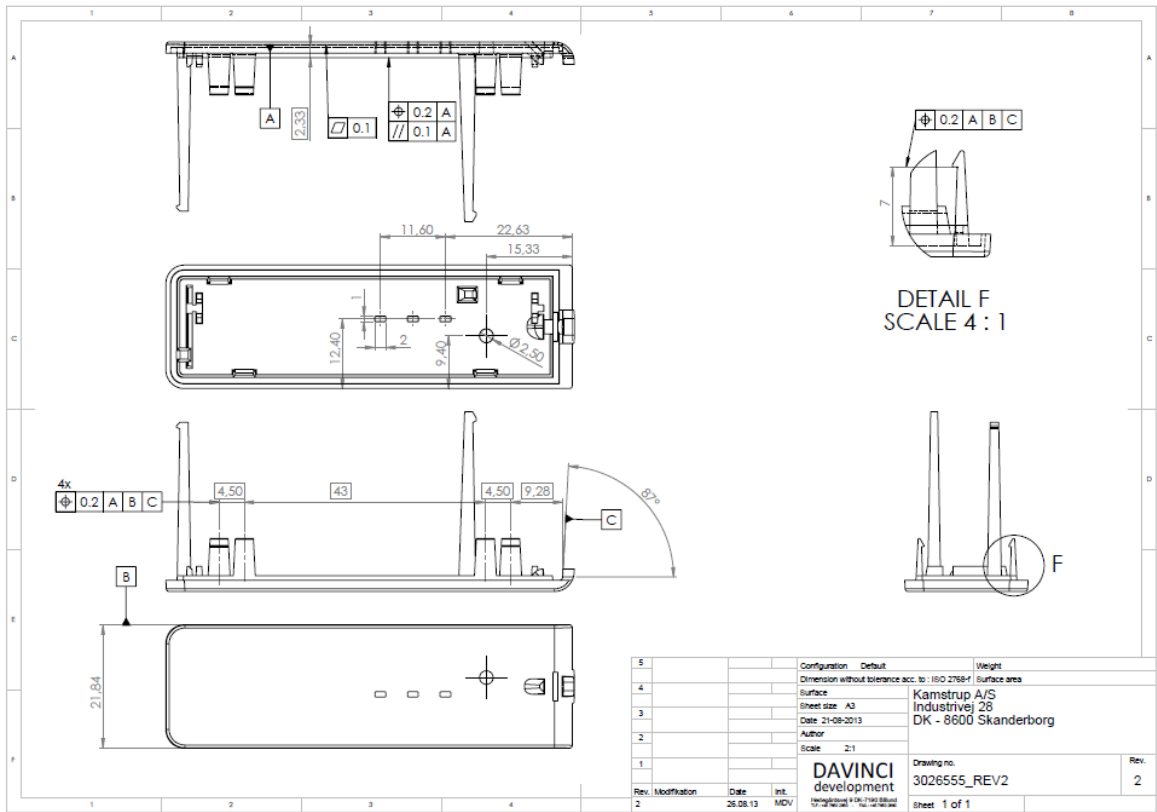 1 2 3 4 5 6 7 8
A A
A
2,33
0.1
0.2 A
// 0.1 A
0.2 A B C
B B
7
11,60 22,63
15,33
DETAIL F
SCALE 4 : 1
1
2
12,40
9,40
Ø2,50
C C
4x
0.2 A B C
4,50 43 4,50 9,28
87°
C
D D
B
F
E E
21,84
F
5
4
3
2
1
Rev. Modifikation Date Init.
2 26.08.13 MDV
Configuration Default Weight
Dimension without tolerance acc. to : ISO 2768-f Surface area
Surface
Sheet size A3
Date 21-08-2013
Author
Scale 2:1
Kamstrup A/S
Industrivej 28
DK - 8600 Skanderborg
DAVINCI
development
Drawing no.
3026555_REV2
Rev.
2
Sheet 1 of 1
1 2 3 4